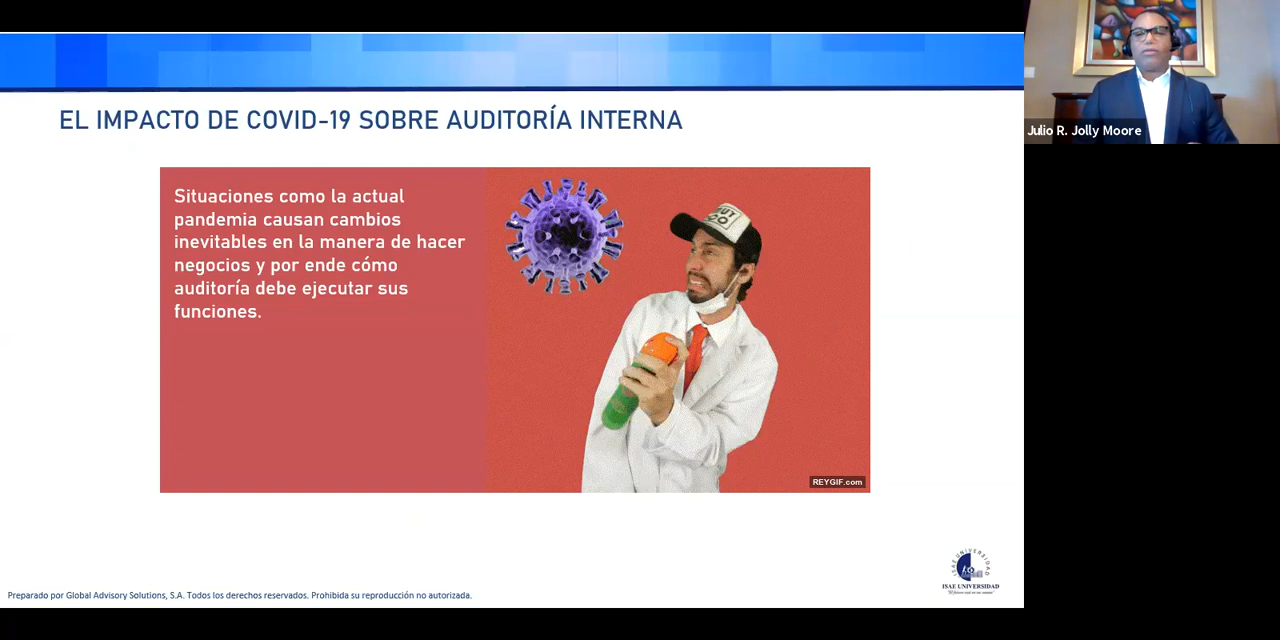 EL IMPACTO DE COVID-19 SOBRE AUDITORÍA INTERNA
Situaciones como la actual
pandemia causan cambios
inevitables en la manera de hacer
negocios y por ende cómo
auditoría debe ejecutar sus
funciones.
REYGIF.com
ISAE UNIVERSIDAD
ISAE UNIVERSIDAD
Preparado por Global Advisory Solutions, S.A. Todos los derechos reservados. Prohibida su reproducción no autorizada.
Julio R. Jolly Moore